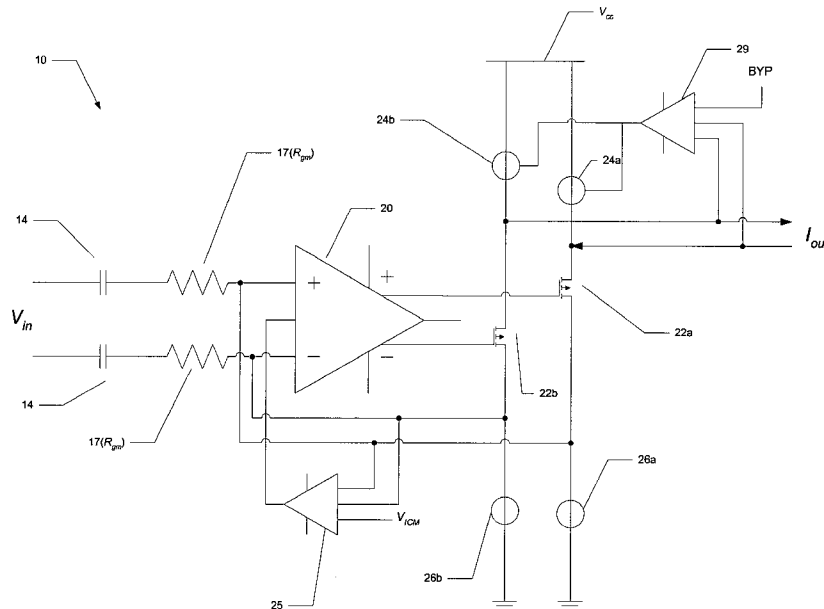 V_cc
10
29
BYP
24b
24a
17(R_gm)
14
20
+
+
I_ou
V_in
22a
−
−
14
22b
17(R_gm)
26a
V_ICM
26b
25